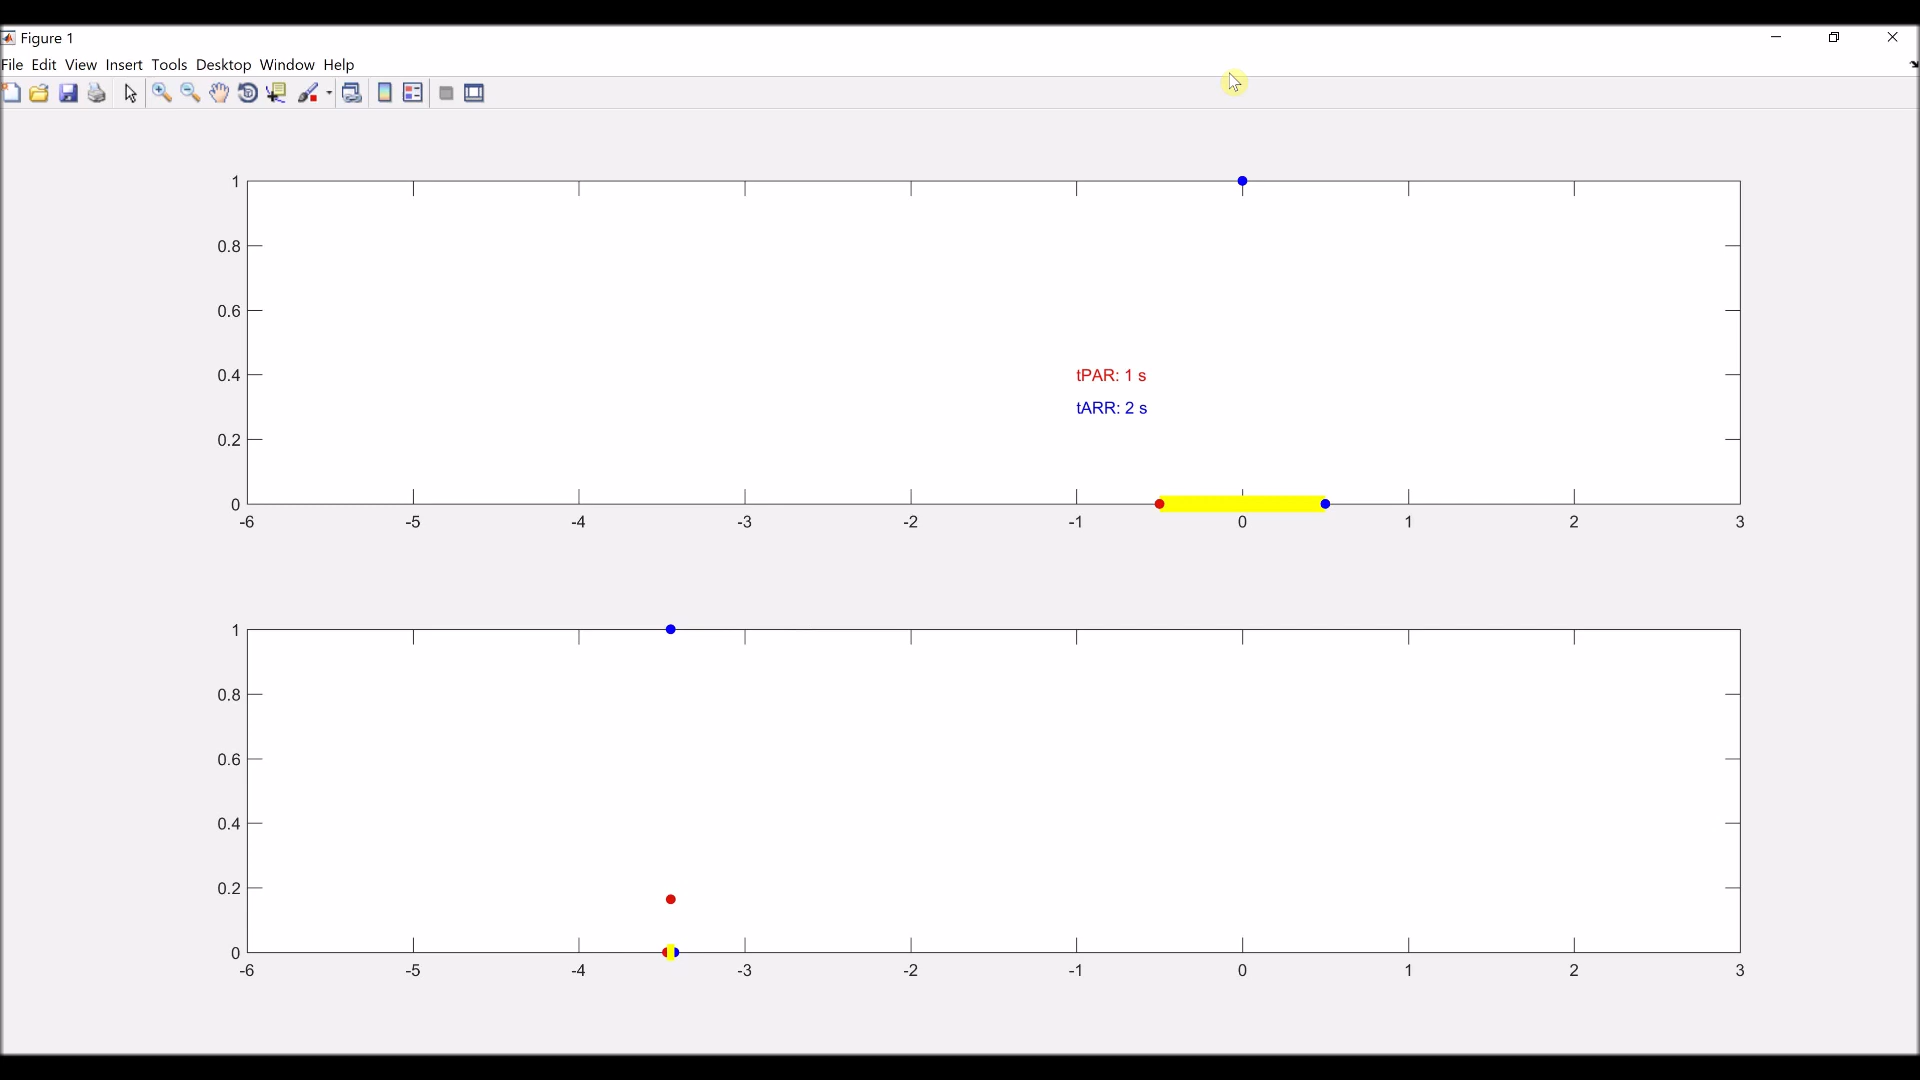 Figure 1
File Edit View Insert Tools Desktop Window Help
1
0.8
0.6
0.4
tPAR: 1 s
tARR: 2 s
0.2
0
-6 -5 -4 -3 -2 -1 0 1 2 3
1
0.8
0.6
0.4
0.2
0
-6 -5 -4 -3 -2 -1 0 1 2 3